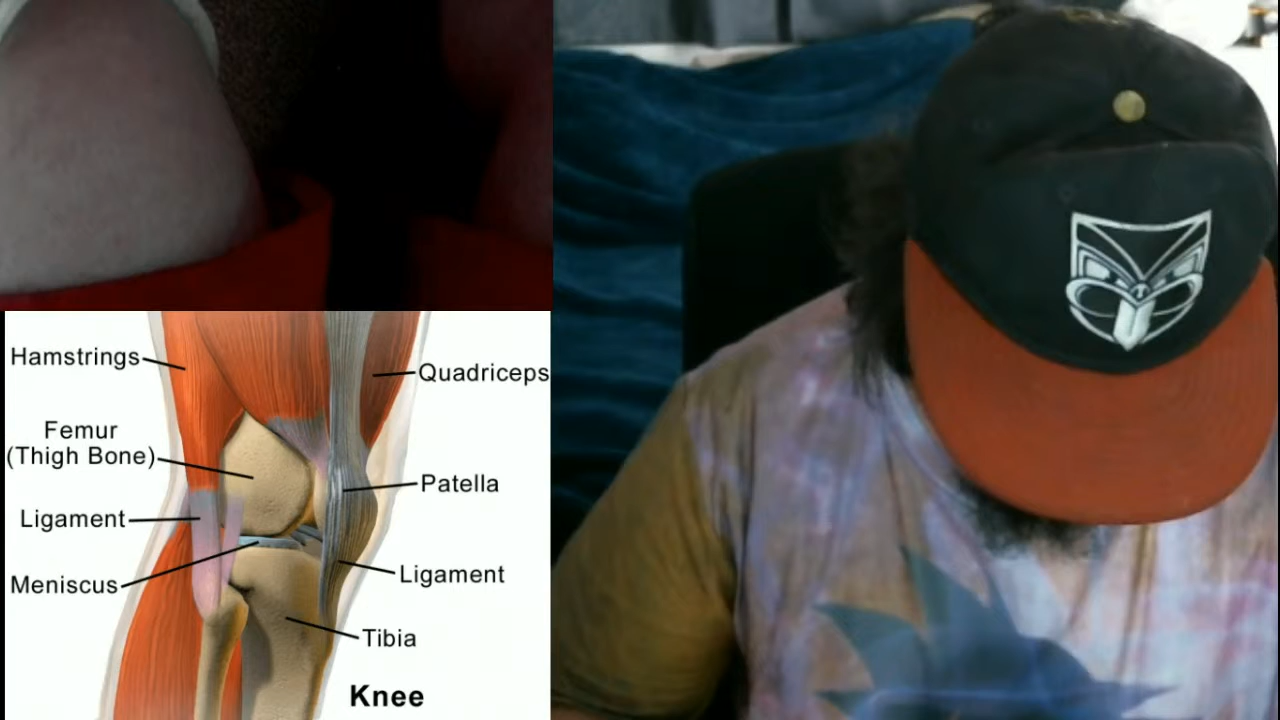 Hamstrings
Quadriceps
Femur
(Thigh Bone)
Patella
Ligament
Meniscus
Ligament
Tibia
Knee